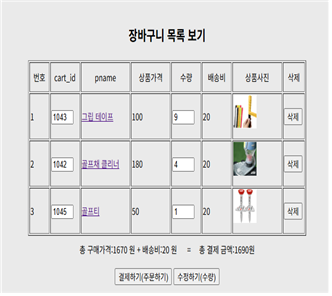 장바구니 목록 보기
번호 cart_id pname 상품가격 수량 배송비 상품사진 삭제
1 1043 그립 테이프 100 9 20 삭제
2 1042 골프채 클리너 180 4 20 삭제
3 1045 골프티 50 1 20 삭제
총 구매가격:1670 원 + 배송비:20 원 = 총 결제 금액:1690원
결제하기(주문하기) 수정하기(수량)